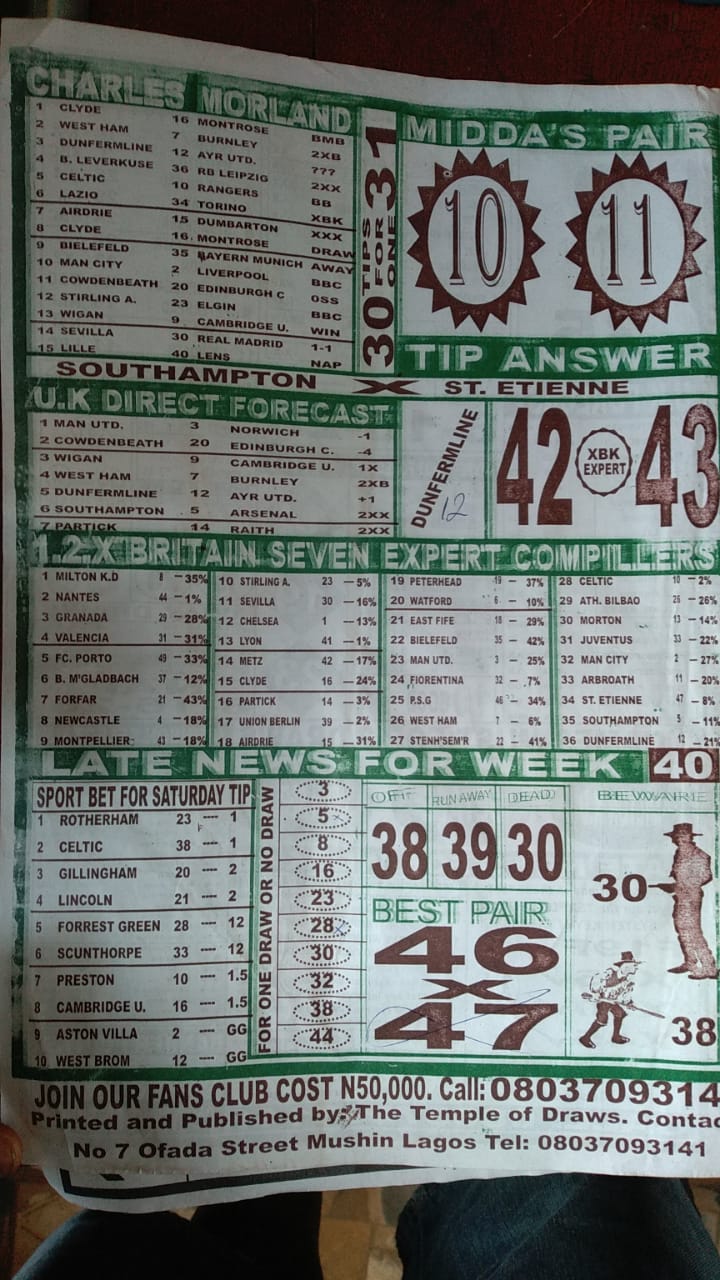 CHARLES MORLAND
1 CLYDE 16 MONTROSE BMB
2 WEST HAM 7 BURNLEY 2XB
3 DUNFERMLINE 12 AYR UTD. ???
4 B. LEVERKUSE 36 RB LEIPZIG 2XX
5 CELTIC 10 RANGERS BB
6 LAZIO 34 TORINO XBK
7 AIRDRIE 15 DUMBARTON XXX
8 CLYDE 16 MONTROSE DRAW
9 BIELEFELD 35 BAYERN MUNICH AWAY
10 MAN CITY 2 LIVERPOOL BBC
11 COWDENBEATH 20 EDINBURGH C OSS
12 STIRLING A. 23 ELGIN BBC
13 WIGAN 9 CAMBRIDGE U. WIN
14 SEVILLA 30 REAL MADRID 1-1
15 LILLE 40 LENS NAP
30 TIPS FOR ONE 31
MIDDA'S PAIR
10 11
TIP ANSWER
SOUTHAMPTON X ST. ETIENNE
U.K DIRECT FORECAST
1 MAN UTD. 3 NORWICH -1
2 COWDENBEATH 20 EDINBURGH C. -4
3 WIGAN 9 CAMBRIDGE U. 1X
4 WEST HAM 7 BURNLEY 2XB
5 DUNFERMLINE 12 AYR UTD. +1
6 SOUTHAMPTON 5 ARSENAL 2XX
7 PARTICK 14 RAITH 2XX
DUNFERMLINE
12
42 XBK EXPERT 43
1.2.X BRITAIN SEVEN EXPERT COMPILLERS
1 MILTON K.D 8 -35%
2 NANTES 44 -1%
3 GRANADA 29 -28%
4 VALENCIA 31 -31%
5 FC. PORTO 49 -33%
6 B. M'GLADBACH 37 -12%
7 FORFAR 21 -43%
8 NEWCASTLE 4 -18%
9 MONTPELLIER 43 -18%
10 STIRLING A. 23 -5%
11 SEVILLA 30 -16%
12 CHELSEA 1 -13%
13 LYON 41 -1%
14 METZ 42 -17%
15 CLYDE 16 -24%
16 PARTICK 14 -3%
17 UNION BERLIN 39 -2%
18 AIRDRIE 15 -31%
19 PETERHEAD 19 - 37%
20 WATFORD 6 - 10%
21 EAST FIFE 18 - 29%
22 BIELEFELD 35 - 42%
23 MAN UTD. 3 - 25%
24 FIORENTINA 32 - 7%
25 P.S.G 46 - 34%
26 WEST HAM 7 - 6%
27 STENH'SEM'R 22 - 41%
28 CELTIC 10 -2%
29 ATH. BILBAO 26 -26%
30 MORTON 13 -14%
31 JUVENTUS 33 -22%
32 MAN CITY 2 -27%
33 ARBROATH 11 -20%
34 ST. ETIENNE 47 -8%
35 SOUTHAMPTON 5 -11%
36 DUNFERMLINE 12 -21%
LATE NEWS FOR WEEK 40
SPORT BET FOR SATURDAY TIP
1 ROTHERHAM 23 --- 1
2 CELTIC 38 --- 1
3 GILLINGHAM 20 --- 2
4 LINCOLN 21 --- 2
5 FORREST GREEN 28 --- 12
6 SCUNTHORPE 33 --- 12
7 PRESTON 10 --- 1.5
8 CAMBRIDGE U. 16 --- 1.5
9 ASTON VILLA 2 --- GG
10 WEST BROM 12 --- GG
FOR ONE DRAW OR NO DRAW
3
5
8
16
23
28
30
32
38
44
OFF RUNAWAY DEAD
38 39 30
BEST PAIR
46
X
47
BEWARE
30
38
JOIN OUR FANS CLUB COST N50,000. Call: 0803709314
Printed and Published by: The Temple of Draws. Contac
No 7 Ofada Street Mushin Lagos Tel: 08037093141